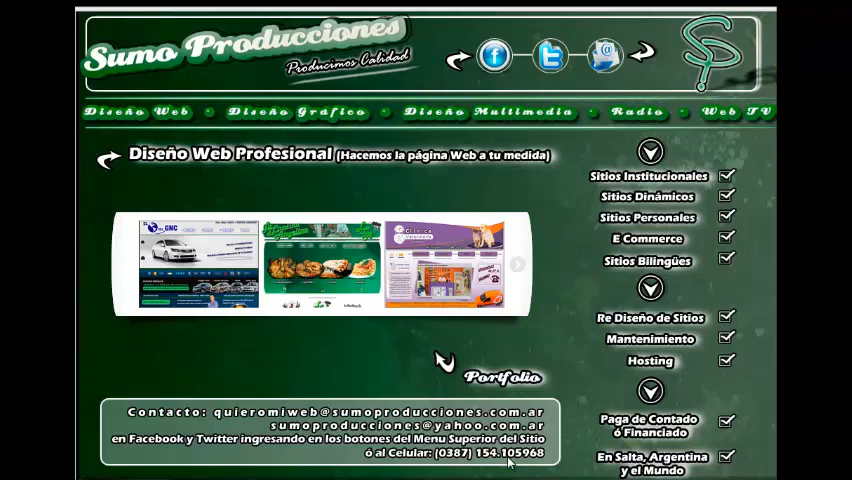 Sumo Producciones
Producimos Calidad
Diseño Web Diseño Gráfico Diseño Multimedia Radio Web TV
Diseño Web Profesional (Hacemos la página Web a tu medida)
GNC
Clínica
Veterinaria
Portfolio
Contacto: quieromiweb@sumoproducciones.com.ar
sumoproducciones@yahoo.com.ar
en Facebook y Twitter ingresando en los botones del Menu Superior del Sitio
ó al Celular: (0387) 154.105968
Sitios Institucionales
Sitios Dinámicos
Sitios Personales
E Commerce
Sitios Bilingües
Re Diseño de Sitios
Mantenimiento
Hosting
Paga de Contado
ó Financiado
En Salta, Argentina
y el Mundo